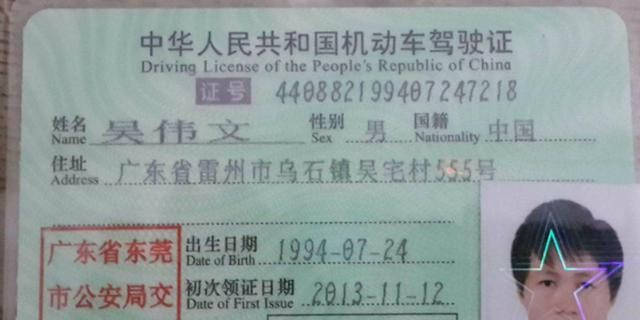 中华人民共和国机动车驾驶证
Driving License of the People's Republic of China
证号 440882199407247218
姓名 Name 吴伟文 性别 Sex 男 国籍 Nationality 中国
住址 Address 广东省雷州市乌石镇吴宅村555号
出生日期 Date of Birth 1994-07-24
初次领证日期 Date of First Issue 2013-11-12
广东省东莞
市公安局交